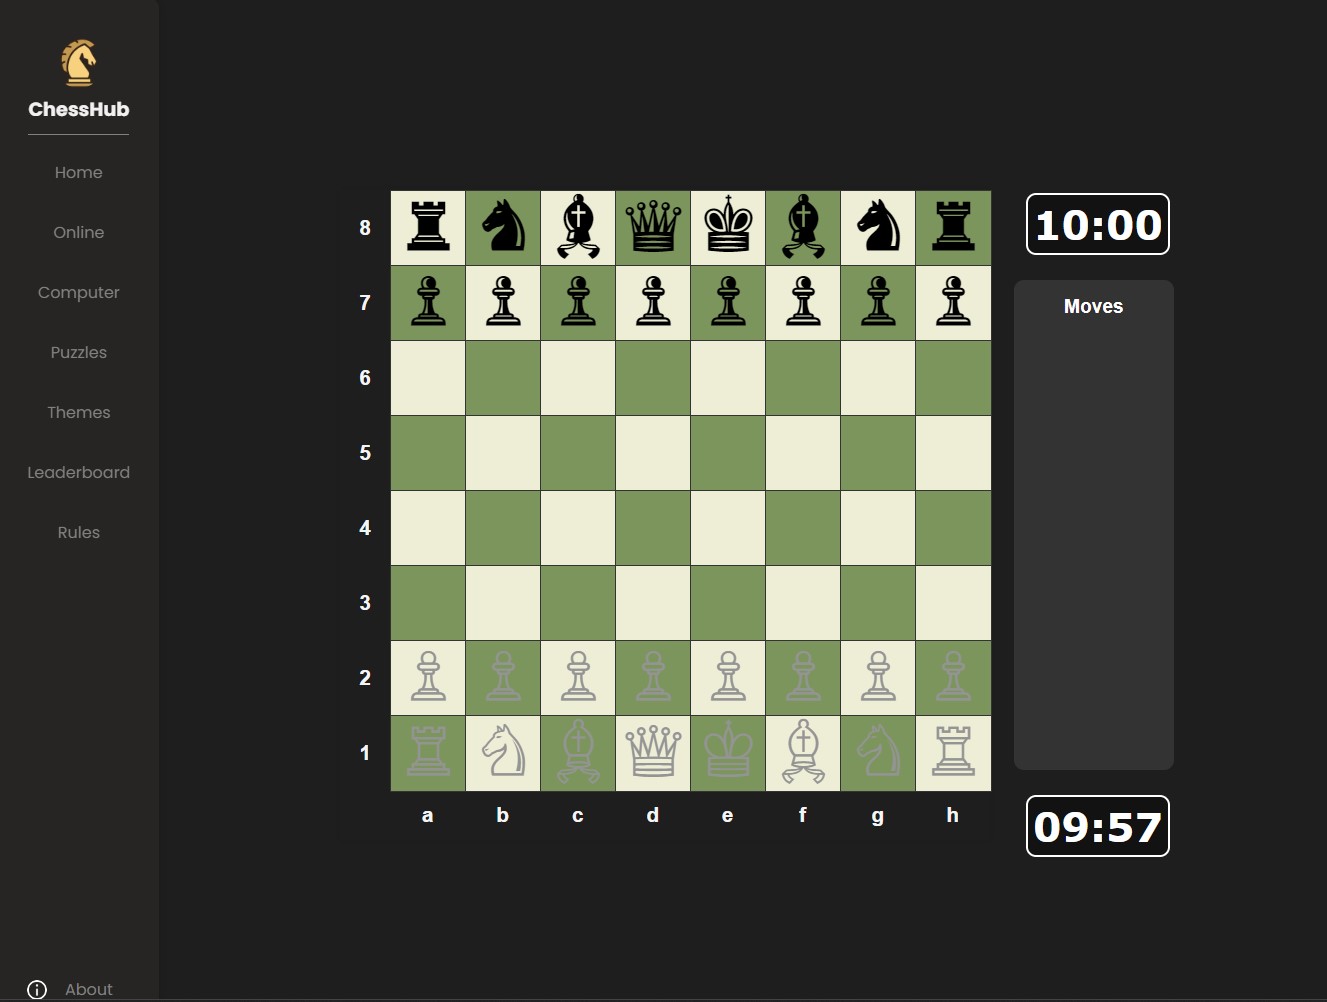 ChessHub
Home
Online
Computer
Puzzles
Themes
Leaderboard
Rules
About
8
7
6
5
4
3
2
1
a b c d e f g h
10:00
Moves
09:57